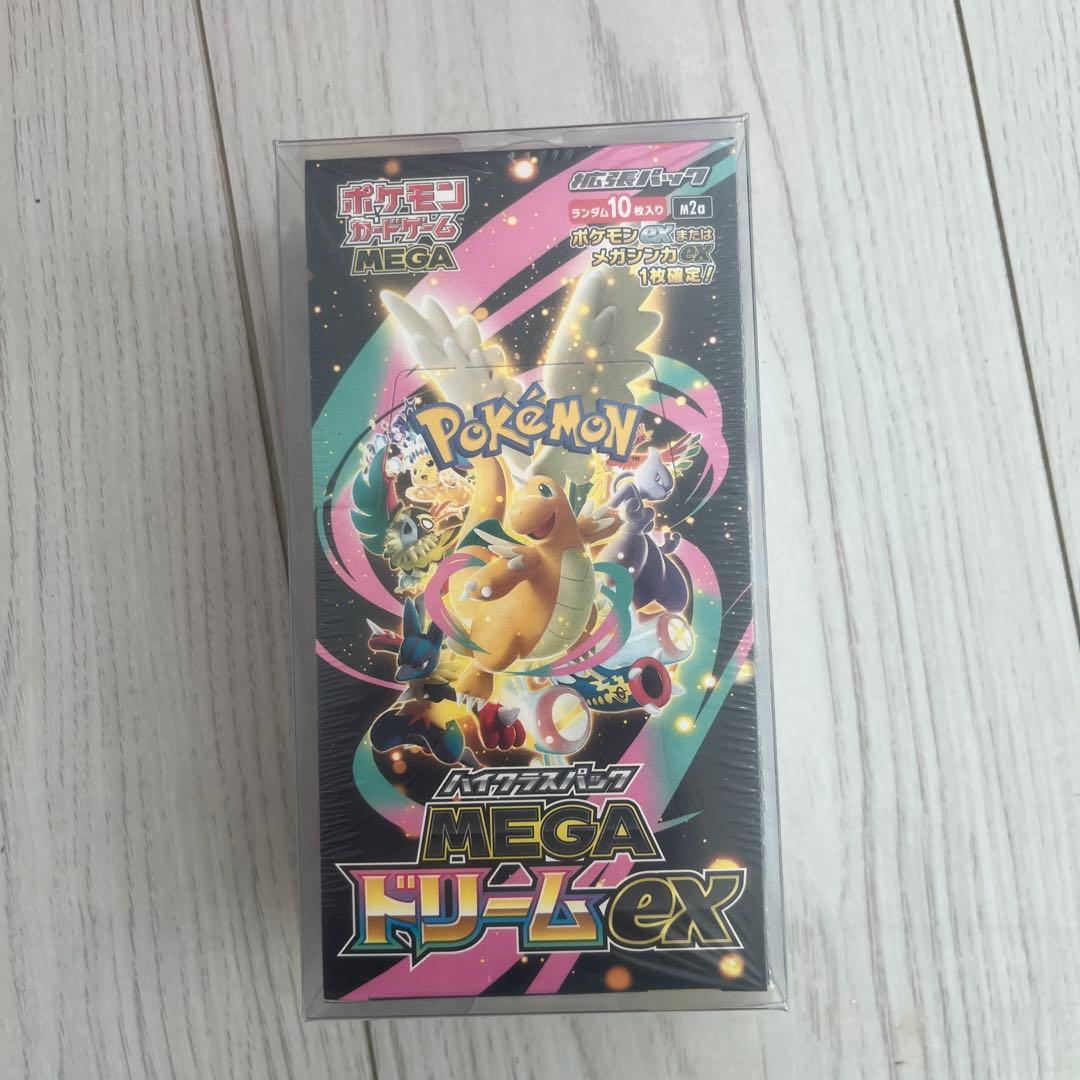 ポケモン
カードゲーム
MEGA
拡張パック
ランダム10枚入り M2a
ポケモンexまたは
メガシンカex
1枚確定!
POKÉMON
TM
ハイクラスパック
MEGA
ドリームex